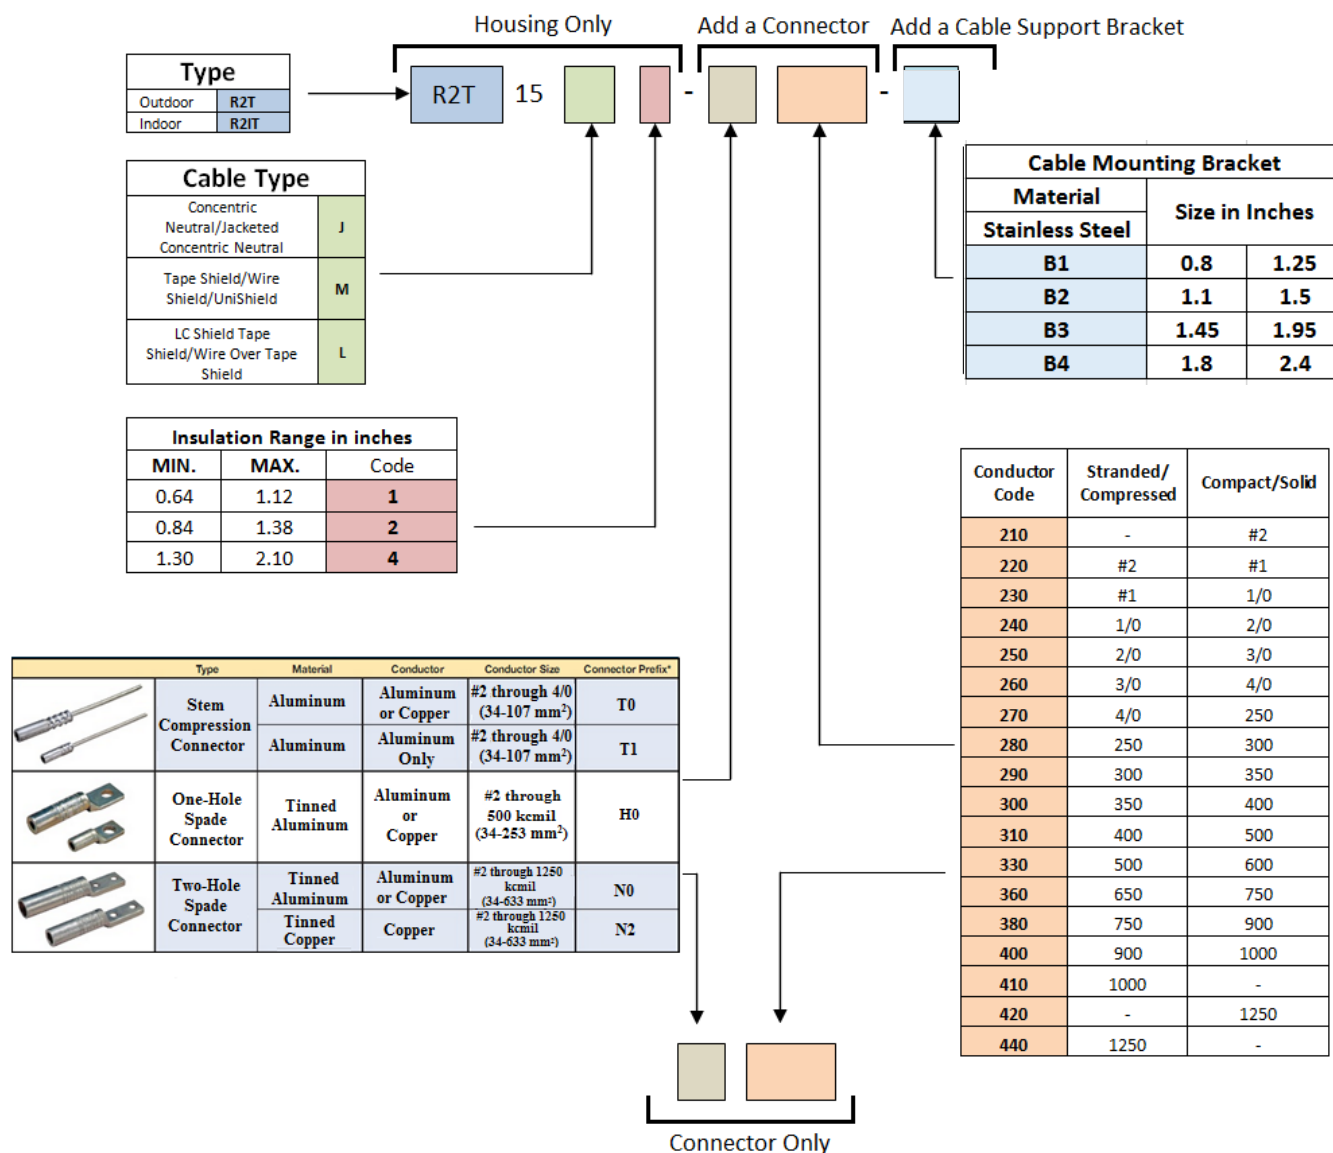 Housing Only
Add a Connector
Add a Cable Support Bracket
R2T 15 - -
Type
Outdoor R2T
Indoor R2IT
Cable Type
Concentric
Neutral/Jacketed
Concentric Neutral
J
Tape Shield/Wire
Shield/UniShield
M
LC Shield Tape
Shield/Wire Over Tape
Shield
L
Cable Mounting Bracket
Material
Stainless Steel
Size in Inches
B1 0.8 1.25
B2 1.1 1.5
B3 1.45 1.95
B4 1.8 2.4
Insulation Range in inches
MIN. MAX. Code
0.64 1.12 1
0.84 1.38 2
1.30 2.10 4
Conductor
Code
Stranded/
Compressed
Compact/Solid
210 - #2
220 #2 #1
230 #1 1/0
240 1/0 2/0
250 2/0 3/0
260 3/0 4/0
270 4/0 250
280 250 300
290 300 350
300 350 400
310 400 500
330 500 600
360 650 750
380 750 900
400 900 1000
410 1000 -
420 - 1250
440 1250 -
Type Material Conductor Conductor Size Connector Prefix*
Stem
Compression
Connector
Aluminum
Aluminum
or Copper
#2 through 4/0
(34-107 mm²)
T0
Aluminum
Aluminum
Only
#2 through 4/0
(34-107 mm²)
T1
One-Hole
Spade
Connector
Tinned
Aluminum
Aluminum
or
Copper
#2 through
500 kcmil
(34-253 mm²)
H0
Two-Hole
Spade
Connector
Tinned
Aluminum
Aluminum
or Copper
#2 through 1250
kcmil
(34-633 mm²)
N0
Tinned
Copper
Copper
#2 through 1250
kcmil
(34-633 mm²)
N2
Connector Only